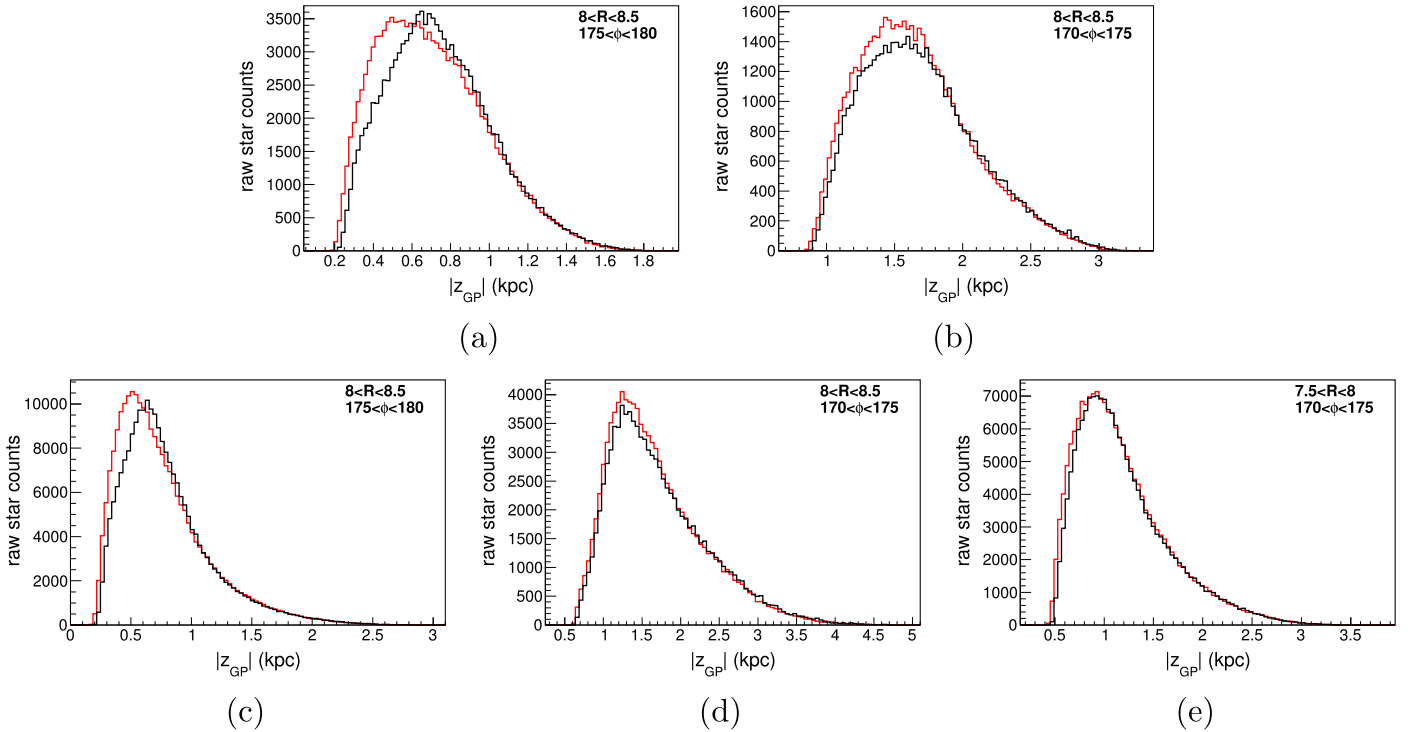 8<R<8.5
175<ϕ<180
raw star counts
3500
3000
2500
2000
1500
1000
500
0
0.2 0.4 0.6 0.8 1 1.2 1.4 1.6 1.8
|z_GP| (kpc)
(a)
8<R<8.5
170<ϕ<175
raw star counts
1600
1400
1200
1000
800
600
400
200
0
1 1.5 2 2.5 3
|z_GP| (kpc)
(b)
8<R<8.5
175<ϕ<180
raw star counts
10000
8000
6000
4000
2000
0
0 0.5 1 1.5 2 2.5 3
|z_GP| (kpc)
(c)
8<R<8.5
170<ϕ<175
raw star counts
4000
3500
3000
2500
2000
1500
1000
500
0
0.5 1 1.5 2 2.5 3 3.5 4 4.5 5
|z_GP| (kpc)
(d)
7.5<R<8
170<ϕ<175
raw star counts
7000
6000
5000
4000
3000
2000
1000
0
0.5 1 1.5 2 2.5 3 3.5
|z_GP| (kpc)
(e)